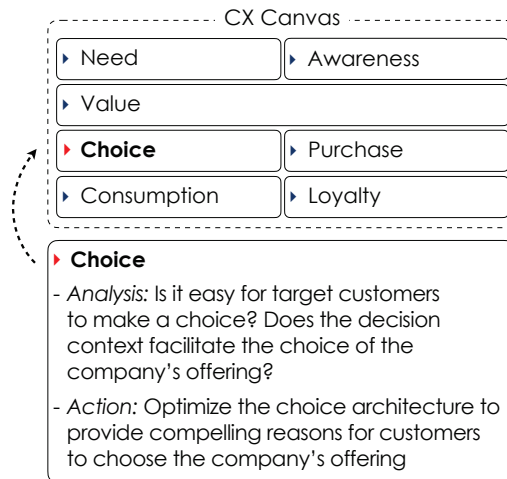 CX Canvas
Need
Awareness
Value
Choice
Purchase
Consumption
Loyalty
Choice
- Analysis: Is it easy for target customers
to make a choice? Does the decision
context facilitate the choice of the
company’s offering?
- Action: Optimize the choice architecture to
provide compelling reasons for customers
to choose the company’s offering